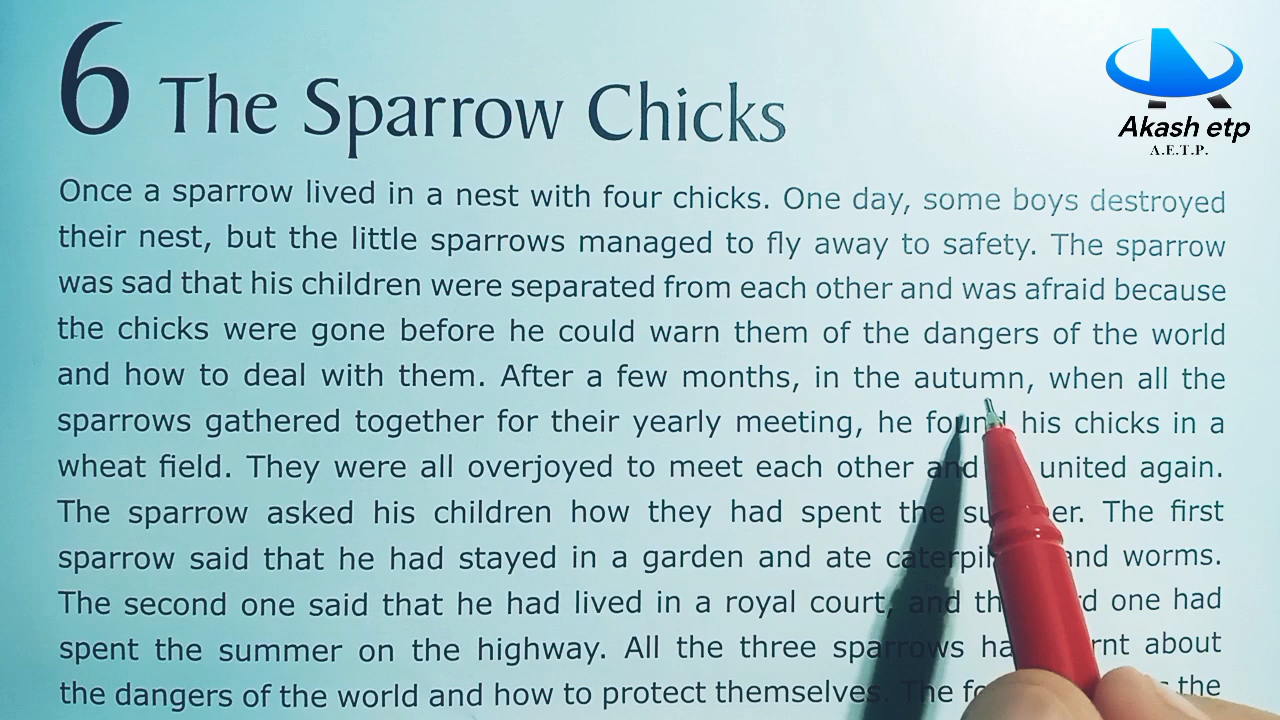 6 The Sparrow Chicks
Akash etp
A.E.T.P.
Once a sparrow lived in a nest with four chicks. One day, some boys destroyed
their nest, but the little sparrows managed to fly away to safety. The sparrow
was sad that his children were separated from each other and was afraid because
the chicks were gone before he could warn them of the dangers of the world
and how to deal with them. After a few months, in the autumn, when all the
sparrows gathered together for their yearly meeting, he found his chicks in a
wheat field. They were all overjoyed to meet each other and united again.
The sparrow asked his children how they had spent the The first
sparrow said that he had stayed in a garden and ate and worms.
The second one said that he had lived in a royal court, and one had
spent the summer on the highway. All the three sparrows about
the dangers of the world and how to protect themselves. The the